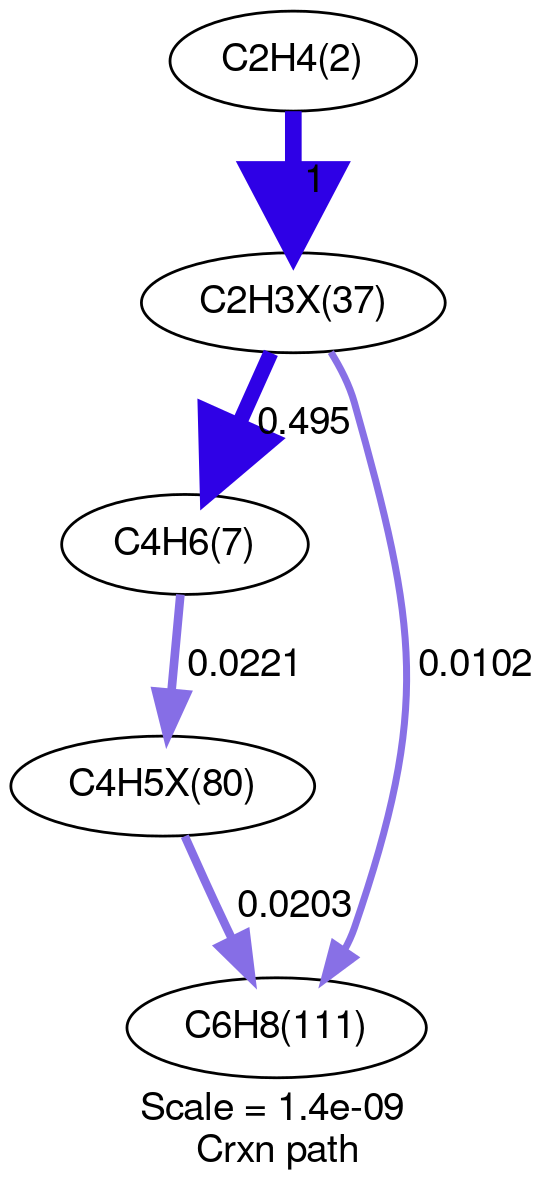 C2H4(2)
1
C2H3X(37)
0.495
C4H6(7)
0.0221
0.0102
C4H5X(80)
0.0203
C6H8(111)
Scale = 1.4e-09
Crxn path